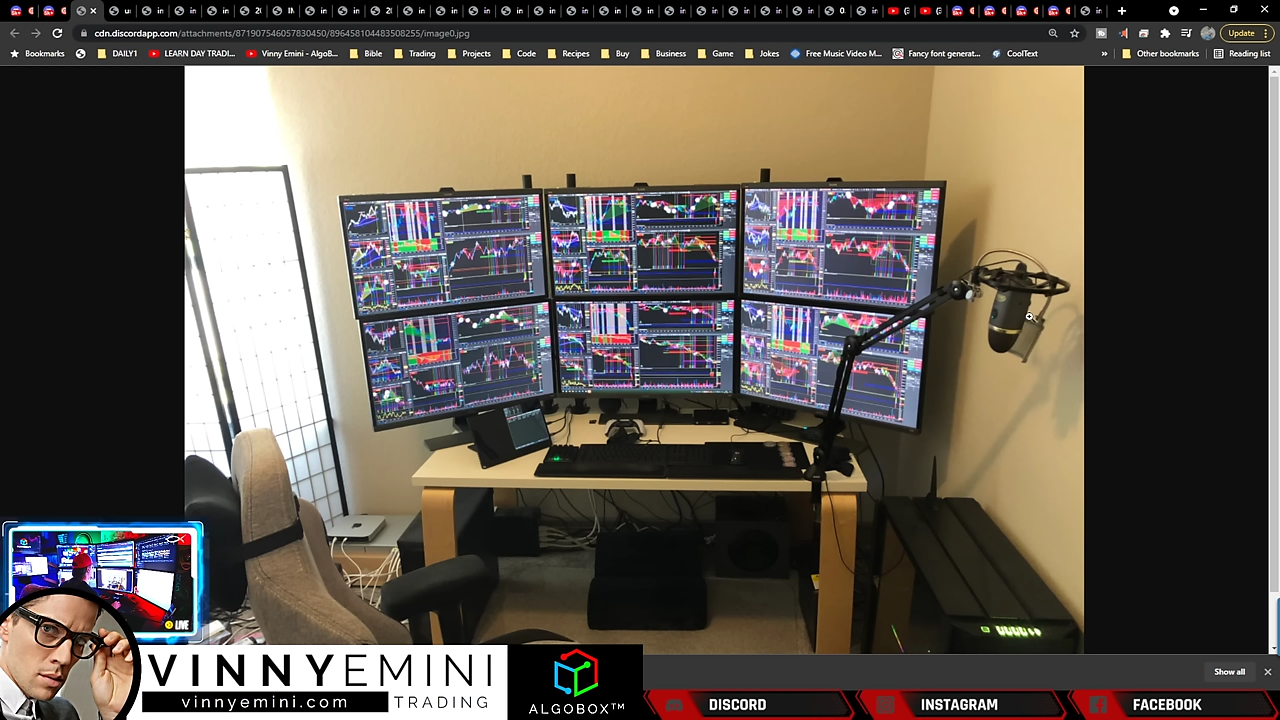 cdn.discordapp.com/attachments/871907546057830450/896458104483508255/image0.jpg
Update
Bookmarks
DAILY1
LEARN DAY TRADI...
Vinny Emini - AlgoB...
Bible
Trading
Projects
Code
Recipes
Buy
Business
Game
Jokes
Free Music Video M...
Fancy font generat...
CoolText
»
Other bookmarks
Reading list
LIVE
Show all
VINNYEMINI
vinnyemini.com
TRADING
ALGOBOX™
DISCORD
INSTAGRAM
FACEBOOK